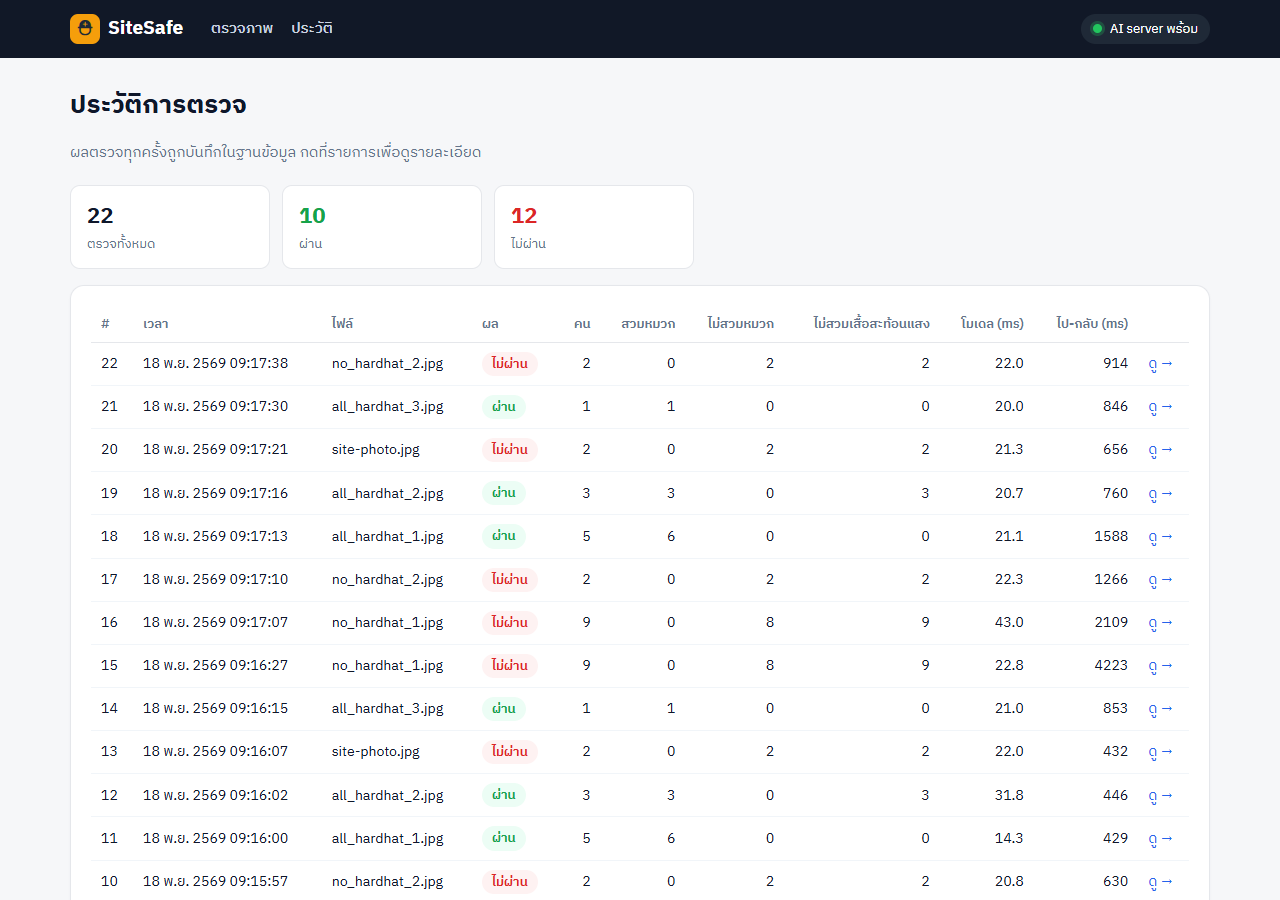 SiteSafe ตรวจภาพ ประวัติ AI server พร้อม
ประวัติการตรวจ
ผลตรวจทุกครั้งถูกบันทึกในฐานข้อมูล กดที่รายการเพื่อดูรายละเอียด
22 10 12
ตรวจทั้งหมด ผ่าน ไม่ผ่าน
# เวลา ไฟล์ ผล คน สวมหมวก ไม่สวมหมวก ไม่สวมเสื้อสะท้อนแสง โมเดล (ms) ไป-กลับ (ms)
22 18 พ.ย. 2569 09:17:38 no_hardhat_2.jpg ไม่ผ่าน 2 0 2 2 22.0 914 ดู →
21 18 พ.ย. 2569 09:17:30 all_hardhat_3.jpg ผ่าน 1 1 0 0 20.0 846 ดู →
20 18 พ.ย. 2569 09:17:21 site-photo.jpg ไม่ผ่าน 2 0 2 2 21.3 656 ดู →
19 18 พ.ย. 2569 09:17:16 all_hardhat_2.jpg ผ่าน 3 3 0 3 20.7 760 ดู →
18 18 พ.ย. 2569 09:17:13 all_hardhat_1.jpg ผ่าน 5 6 0 0 21.1 1588 ดู →
17 18 พ.ย. 2569 09:17:10 no_hardhat_2.jpg ไม่ผ่าน 2 0 2 2 22.3 1266 ดู →
16 18 พ.ย. 2569 09:17:07 no_hardhat_1.jpg ไม่ผ่าน 9 0 8 9 43.0 2109 ดู →
15 18 พ.ย. 2569 09:16:27 no_hardhat_1.jpg ไม่ผ่าน 9 0 8 9 22.8 4223 ดู →
14 18 พ.ย. 2569 09:16:15 all_hardhat_3.jpg ผ่าน 1 1 0 0 21.0 853 ดู →
13 18 พ.ย. 2569 09:16:07 site-photo.jpg ไม่ผ่าน 2 0 2 2 22.0 432 ดู →
12 18 พ.ย. 2569 09:16:02 all_hardhat_2.jpg ผ่าน 3 3 0 3 31.8 446 ดู →
11 18 พ.ย. 2569 09:16:00 all_hardhat_1.jpg ผ่าน 5 6 0 0 14.3 429 ดู →
10 18 พ.ย. 2569 09:15:57 no_hardhat_2.jpg ไม่ผ่าน 2 0 2 2 20.8 630 ดู →